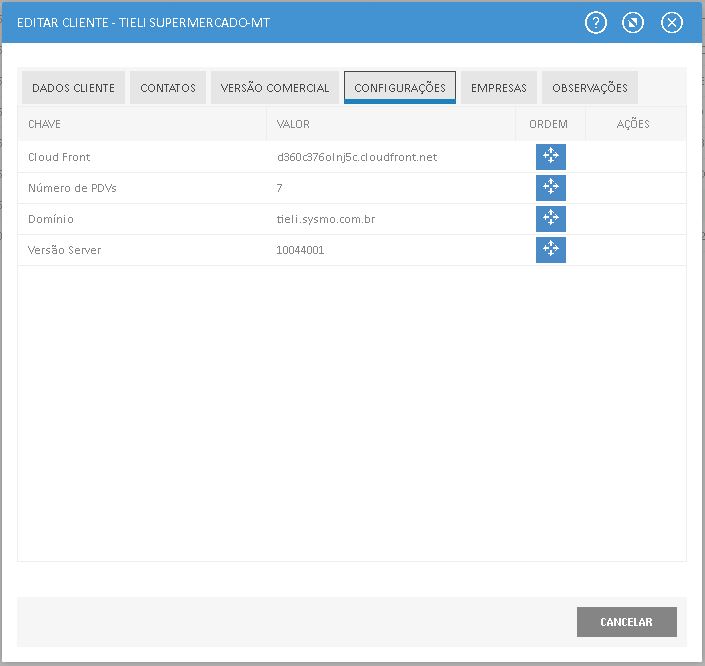 EDITAR CLIENTE - TIELI SUPERMERCADO-MT ?
DADOS CLIENTE CONTATOS VERSÃO COMERCIAL CONFIGURAÇÕES EMPRESAS OBSERVAÇÕES
CHAVE VALOR ORDEM AÇÕES
Cloud Front d360c376olnj5c.cloudfront.net
Número de PDVs 7
Domínio tieli.sysmo.com.br
Versão Server 10044001
CANCELAR